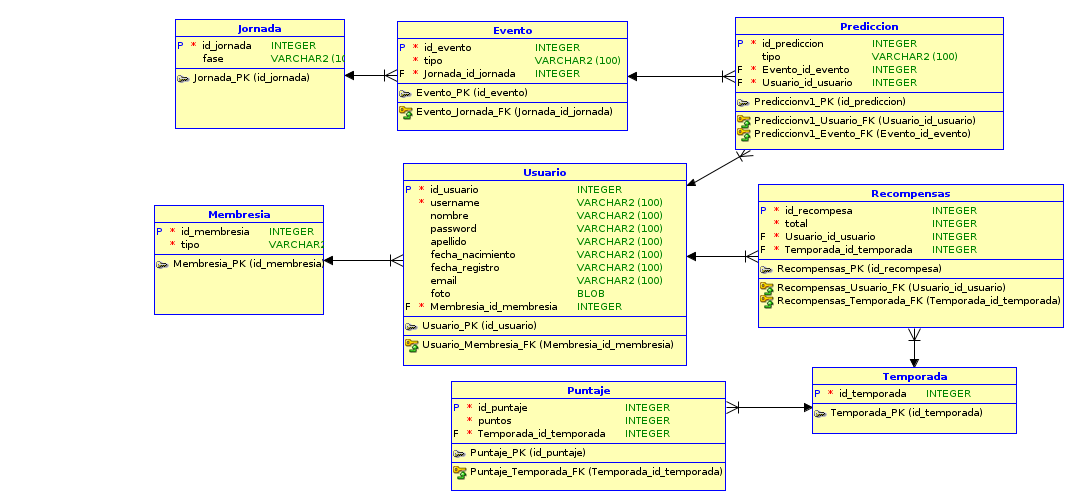 Jornada
P * id_jornada INTEGER
fase VARCHAR2 (10
Jornada_PK (id_jornada)
Evento
P * id_evento INTEGER
* tipo VARCHAR2 (100)
F * Jornada_id_jornada INTEGER
Evento_PK (id_evento)
Evento_Jornada_FK (Jornada_id_jornada)
Prediccion
P * id_prediccion INTEGER
tipo VARCHAR2 (100)
F * Evento_id_evento INTEGER
F * Usuario_id_usuario INTEGER
Prediccionv1_PK (id_prediccion)
Prediccionv1_Usuario_FK (Usuario_id_usuario)
Prediccionv1_Evento_FK (Evento_id_evento)
Membresia
P * id_membresia INTEGER
* tipo VARCHAR2
Membresia_PK (id_membresia)
Usuario
P * id_usuario INTEGER
* username VARCHAR2 (100)
nombre VARCHAR2 (100)
password VARCHAR2 (100)
apellido VARCHAR2 (100)
fecha_nacimiento VARCHAR2 (100)
fecha_registro VARCHAR2 (100)
email VARCHAR2 (100)
foto BLOB
F * Membresia_id_membresia INTEGER
Usuario_PK (id_usuario)
Usuario_Membresia_FK (Membresia_id_membresia)
Recompensas
P * id_recompesa INTEGER
* total INTEGER
F * Usuario_id_usuario INTEGER
F * Temporada_id_temporada INTEGER
Recompensas_PK (id_recompesa)
Recompensas_Usuario_FK (Usuario_id_usuario)
Recompensas_Temporada_FK (Temporada_id_temporada)
Puntaje
P * id_puntaje INTEGER
* puntos INTEGER
F * Temporada_id_temporada INTEGER
Puntaje_PK (id_puntaje)
Puntaje_Temporada_FK (Temporada_id_temporada)
Temporada
P * id_temporada INTEGER
Temporada_PK (id_temporada)